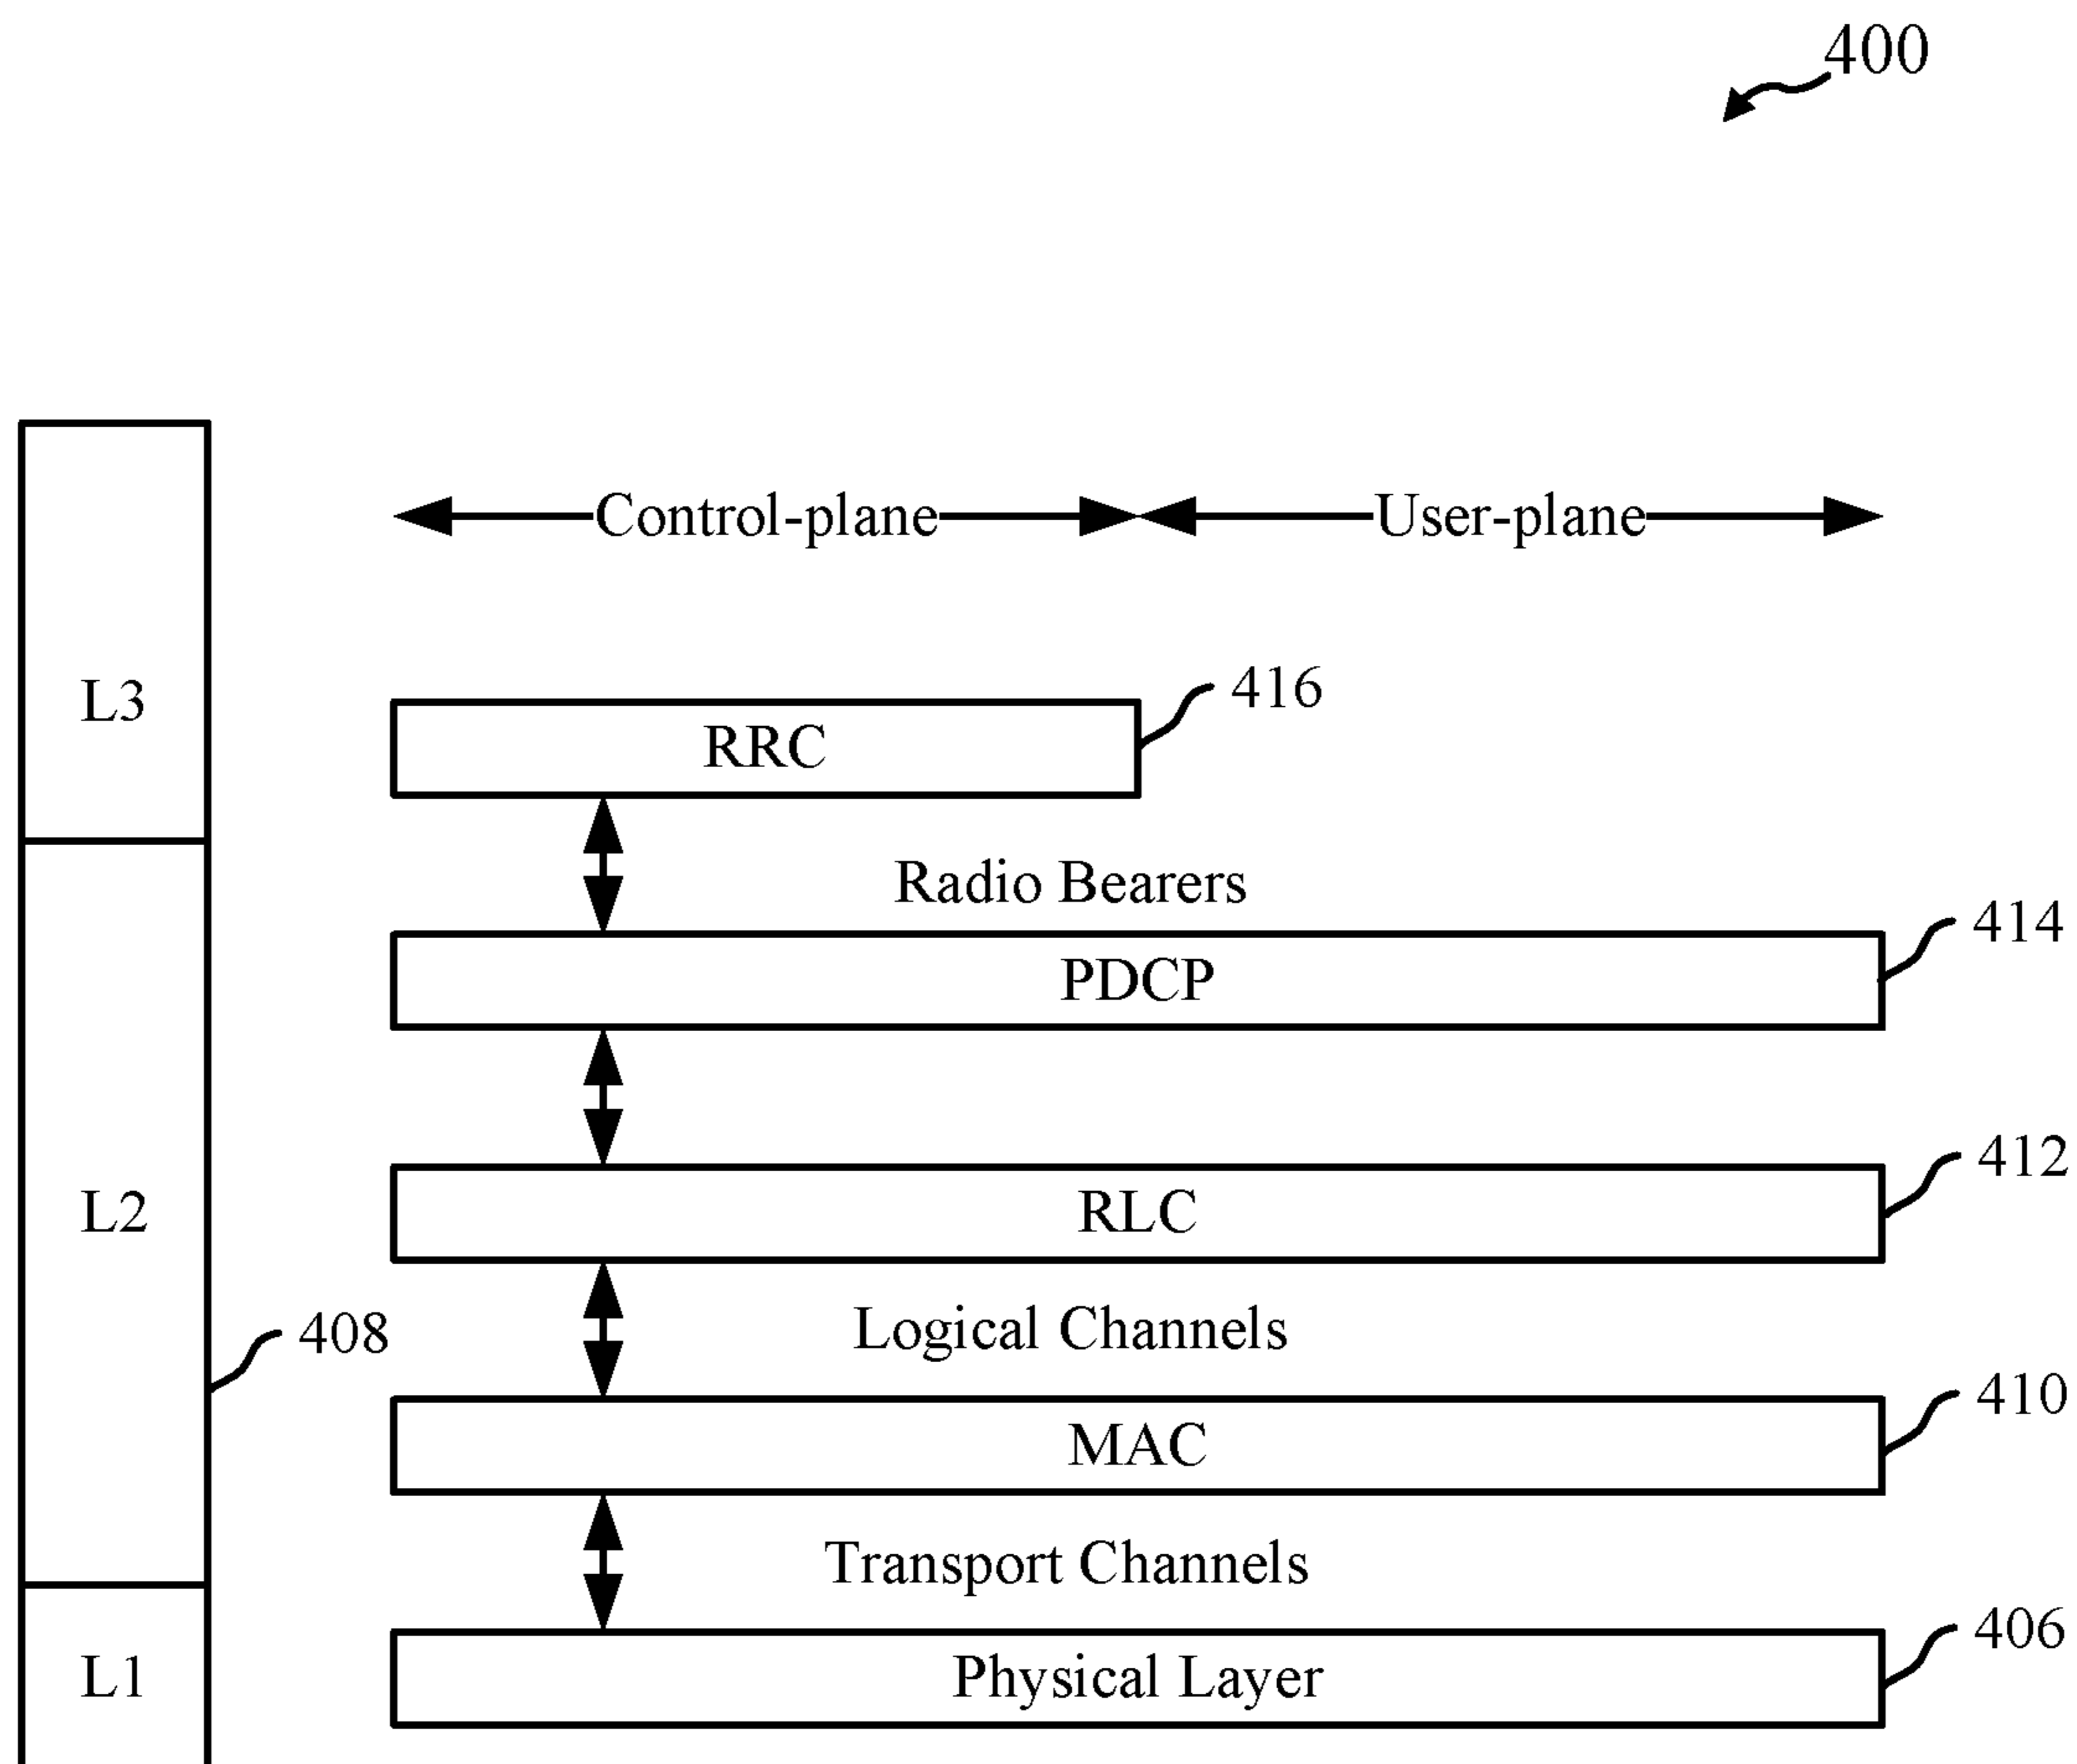 400
Control-plane
User-plane
L3
416
RRC
Radio Bearers
414
PDCP
412
L2
RLC
408
Logical Channels
410
MAC
Transport Channels
406
L1
Physical Layer